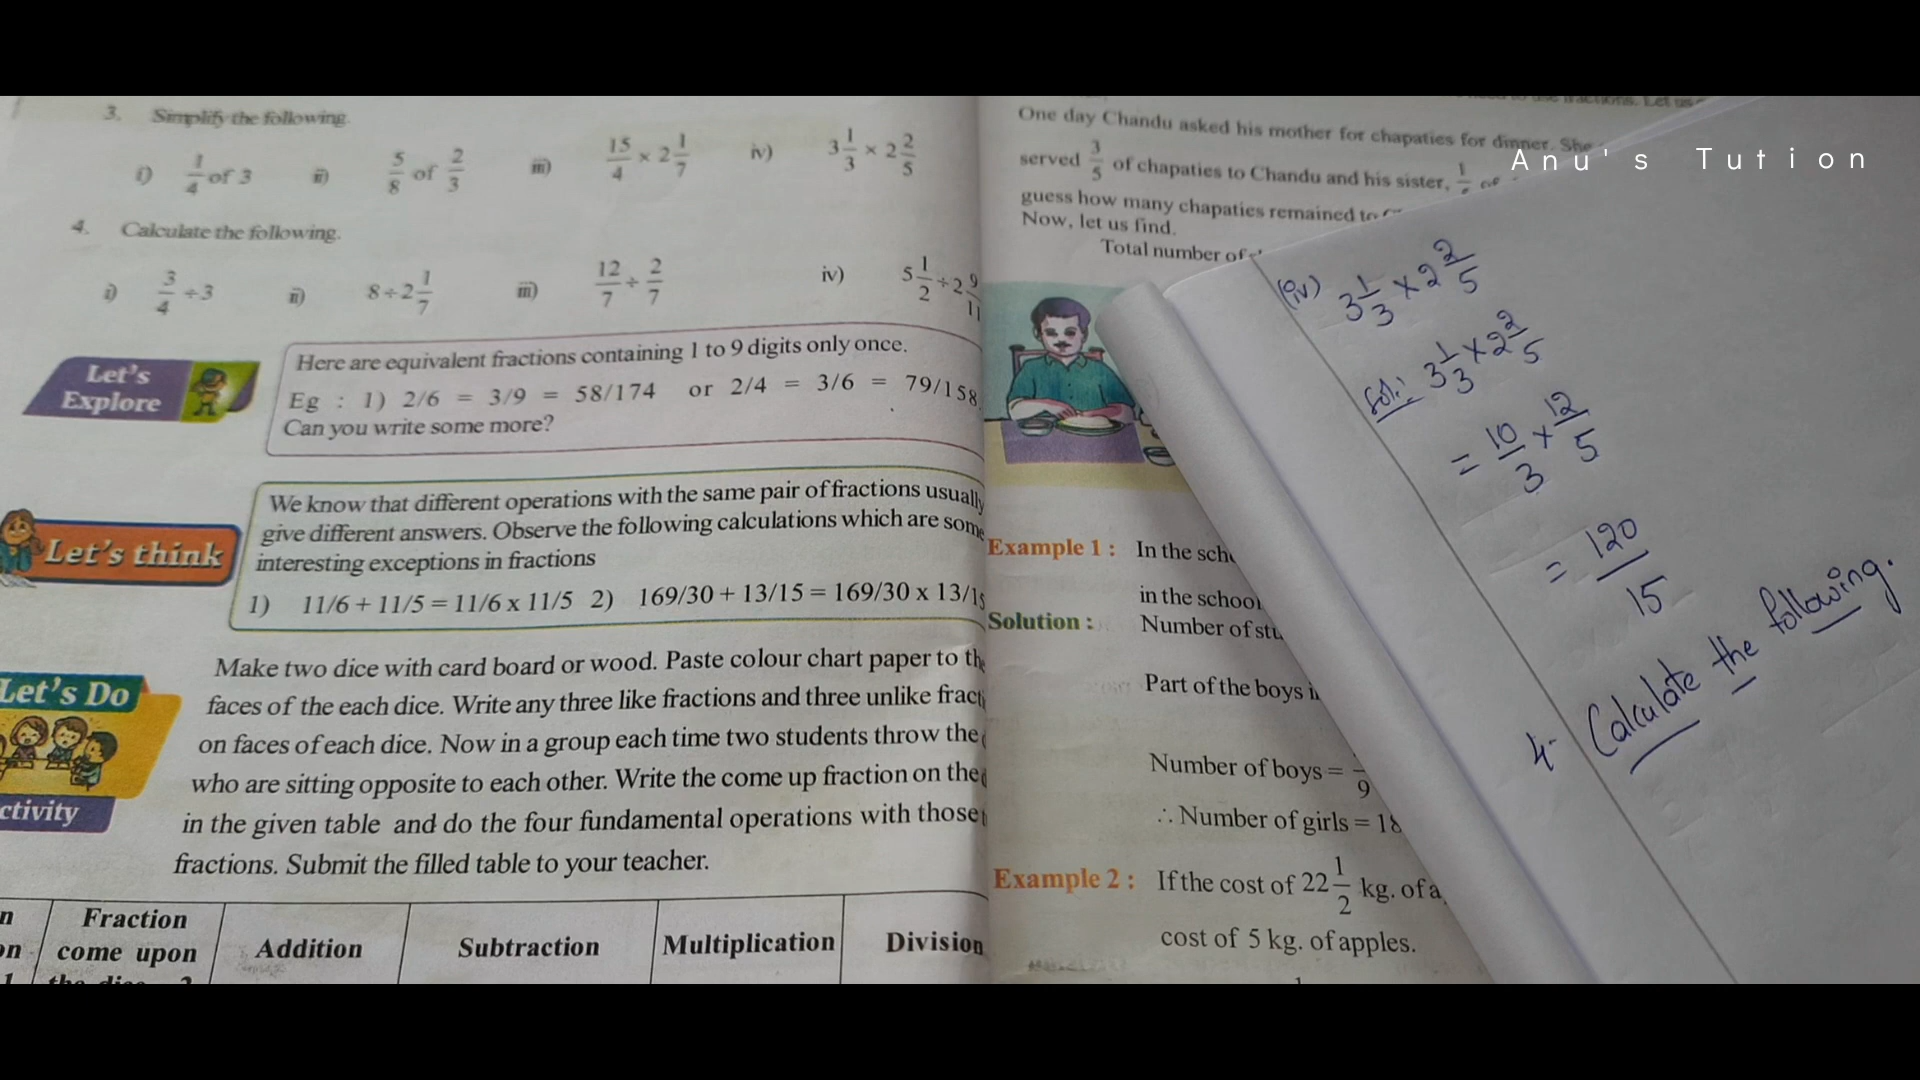 3. Simplify the following.
i) 1/4 of 3 ii) 5/8 of 2/3 iii) 15/4 × 2 1/7 iv) 3 1/3 × 2 2/5
4. Calculate the following.
i) 3/4 ÷ 3 ii) 8 ÷ 2 1/7 iii) 12/7 ÷ 2/7 iv) 5 1/2 ÷ 2 9/11
Let's
Explore
Here are equivalent fractions containing 1 to 9 digits only once.
Eg : 1) 2/6 = 3/9 = 58/174 or 2/4 = 3/6 = 79/158.
Can you write some more?
Let's think
We know that different operations with the same pair of fractions usually
give different answers. Observe the following calculations which are some
interesting exceptions in fractions
1) 11/6 + 11/5 = 11/6 x 11/5 2) 169/30 + 13/15 = 169/30 x 13/15
Let's Do
ctivity
Make two dice with card board or wood. Paste colour chart paper to th
faces of the each dice. Write any three like fractions and three unlike fracti
on faces of each dice. Now in a group each time two students throw the
who are sitting opposite to each other. Write the come up fraction on the
in the given table and do the four fundamental operations with those
fractions. Submit the filled table to your teacher.
Fraction
come upon
Addition
Subtraction
Multiplication
Division
One day Chandu asked his mother for chapaties for dinner. She
served 3/5 of chapaties to Chandu and his sister, 1
guess how many chapaties remained to
Now, let us find.
Total number of
Example 1 : In the sch
in the school
Solution : Number of stu
Part of the boys i
Number of boys = 9
∴ Number of girls = 18
Example 2 : If the cost of 22 1/2 kg. of a
cost of 5 kg. of apples.
Anu's Tution
(iv) 3 1/3 × 2 2/5
Sol: 3 1/3 × 2 2/5
= 10/3 × 12/5
= 120/15
4. Calculate the following.